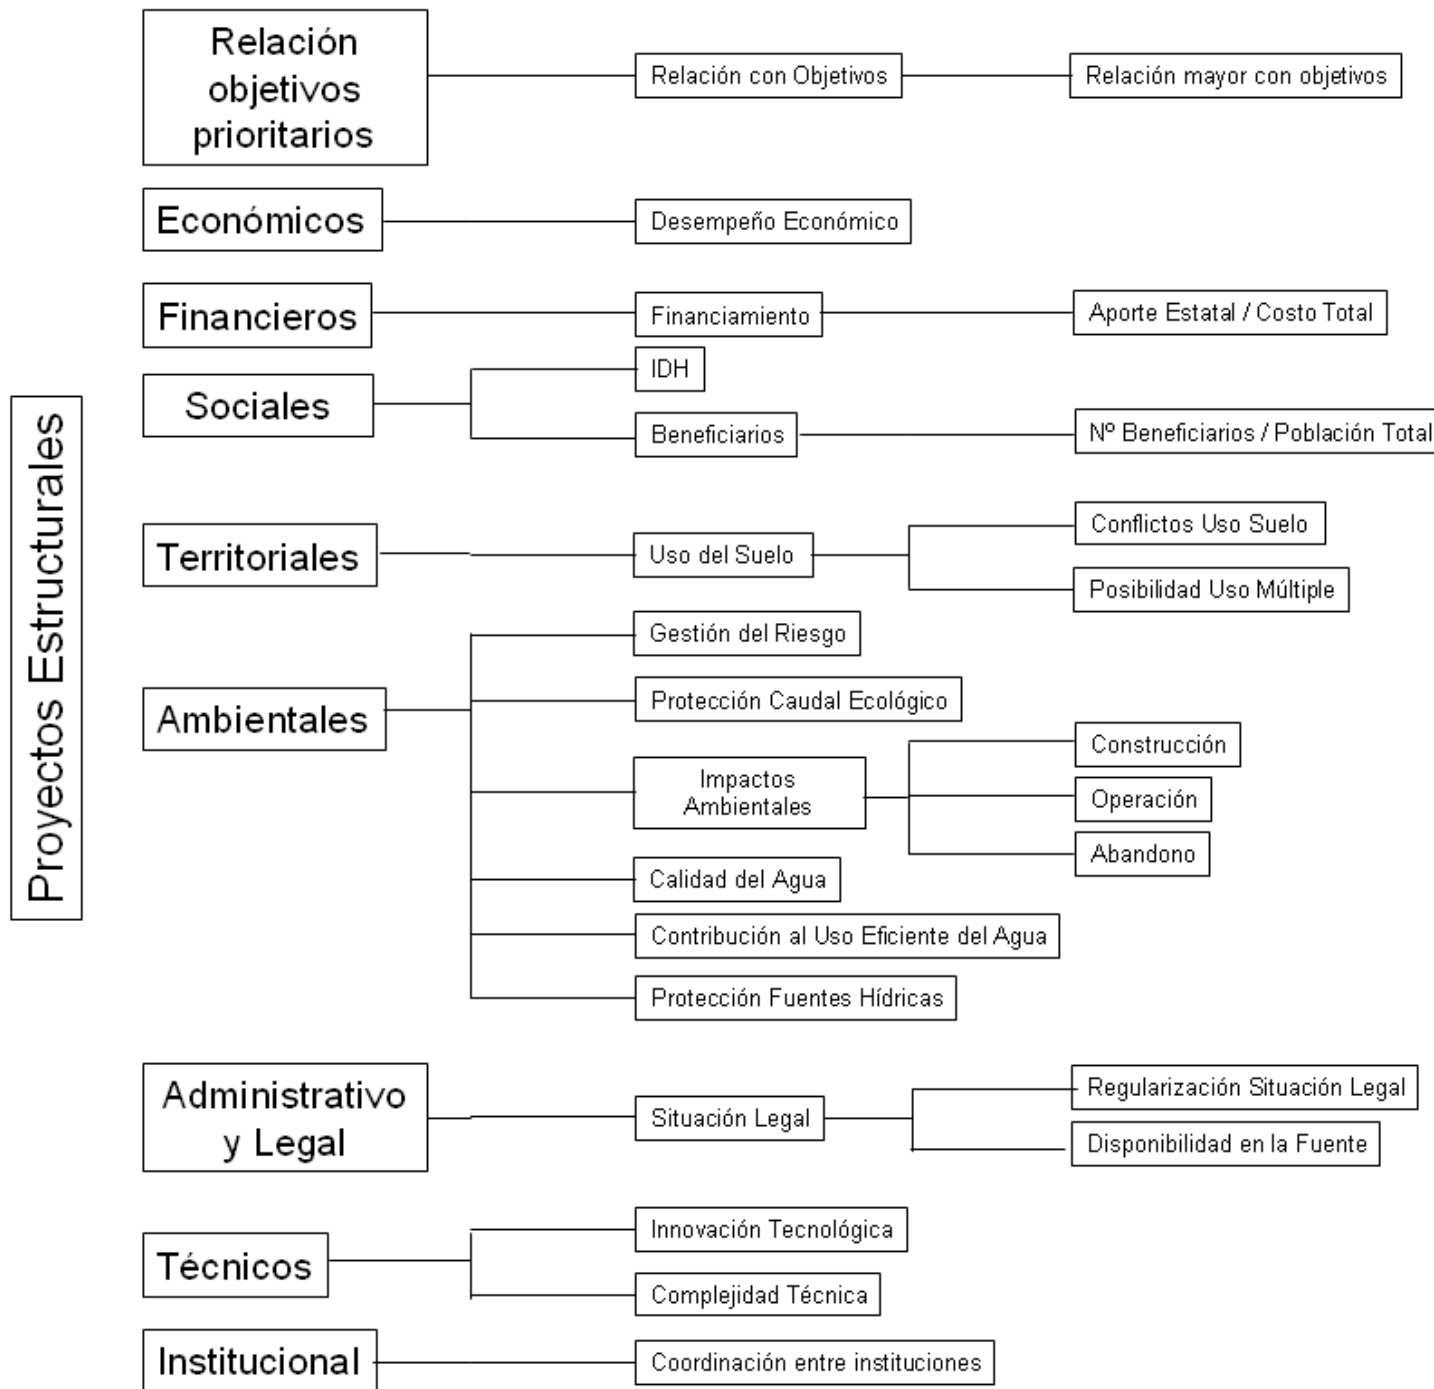 Proyectos Estructurales
Relación
objetivos
prioritarios
Relación con Objetivos
Relación mayor con objetivos
Económicos
Desempeño Económico
Financieros
Financiamiento
Aporte Estatal / Costo Total
Sociales
IDH
Beneficiarios
Nº Beneficiarios / Población Total
Territoriales
Uso del Suelo
Conflictos Uso Suelo
Posibilidad Uso Múltiple
Ambientales
Gestión del Riesgo
Protección Caudal Ecológico
Impactos
Ambientales
Construcción
Operación
Abandono
Calidad del Agua
Contribución al Uso Eficiente del Agua
Protección Fuentes Hídricas
Administrativo
y Legal
Situación Legal
Regularización Situación Legal
Disponibilidad en la Fuente
Técnicos
Innovación Tecnológica
Complejidad Técnica
Institucional
Coordinación entre instituciones